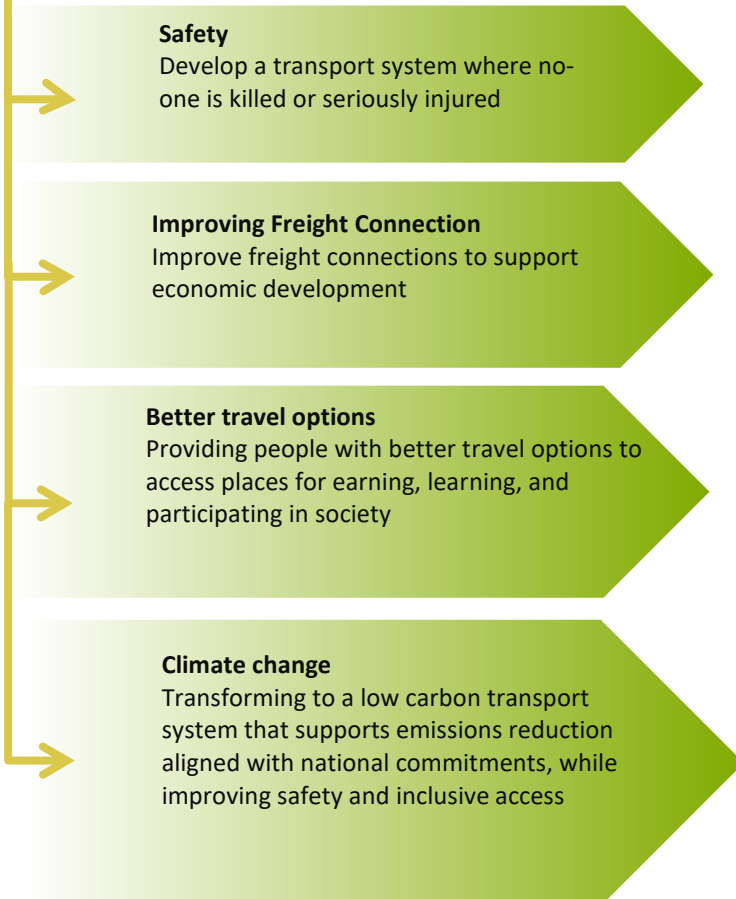 Safety
Develop a transport system where no-
one is killed or seriously injured
Improving Freight Connection
Improve freight connections to support
economic development
Better travel options
Providing people with better travel options to
access places for earning, learning, and
participating in society
Climate change
Transforming to a low carbon transport
system that supports emissions reduction
aligned with national commitments, while
improving safety and inclusive access